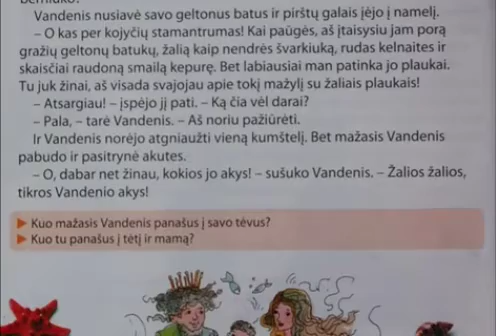 Vandenis nusiavė savo geltonus batus ir pirštų galais įėjo į namelį.
– O kas per kojyčių stamantrumas! Kai paūgės, aš įtaisysiu jam porą
gražių geltonų batukų, žalią kaip nendrės švarkiuką, rudas kelnaites ir
skaisčiai raudoną smailą kepurę. Bet labiausiai man patinka jo plaukai.
Tu juk žinai, aš visada svajojau apie tokį mažylį su žaliais plaukais!
– Atsargiau! – įspėjo jį pati. – Ką čia vėl darai?
– Pala, – tarė Vandenis. – Aš noriu pažiūrėti.
Ir Vandenis norėjo atgniaužti vieną kumštelį. Bet mažasis Vandenis
pabudo ir pasitrynė akutes.
– O, dabar net žinau, kokios jo akys! – sušuko Vandenis. – Žalios žalios,
tikros Vandenio akys!
Kuo mažasis Vandenis panašus į savo tėvus?
Kuo tu panašus į tėtį ir mamą?